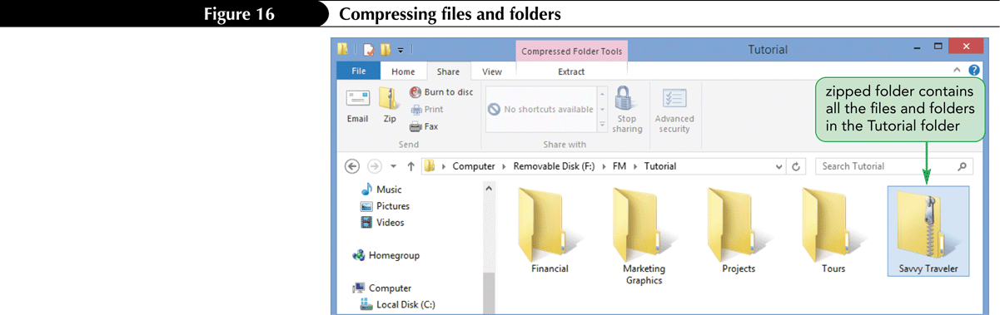 Figure 16
Compressing files and folders
Compressed Folder Tools
Tutorial
File
Home
Share
View
Extract
Email
Zip
Burn to disc
Print
Fax
No shortcuts available
Stop
sharing
Advanced
security
Send
Share with
zipped folder contains
all the files and folders
in the Tutorial folder
Computer
Removable Disk (F:)
FM
Tutorial
Search Tutorial
Music
Pictures
Videos
Homegroup
Computer
Local Disk (C:)
Financial
Marketing
Graphics
Projects
Tours
Savvy Traveler